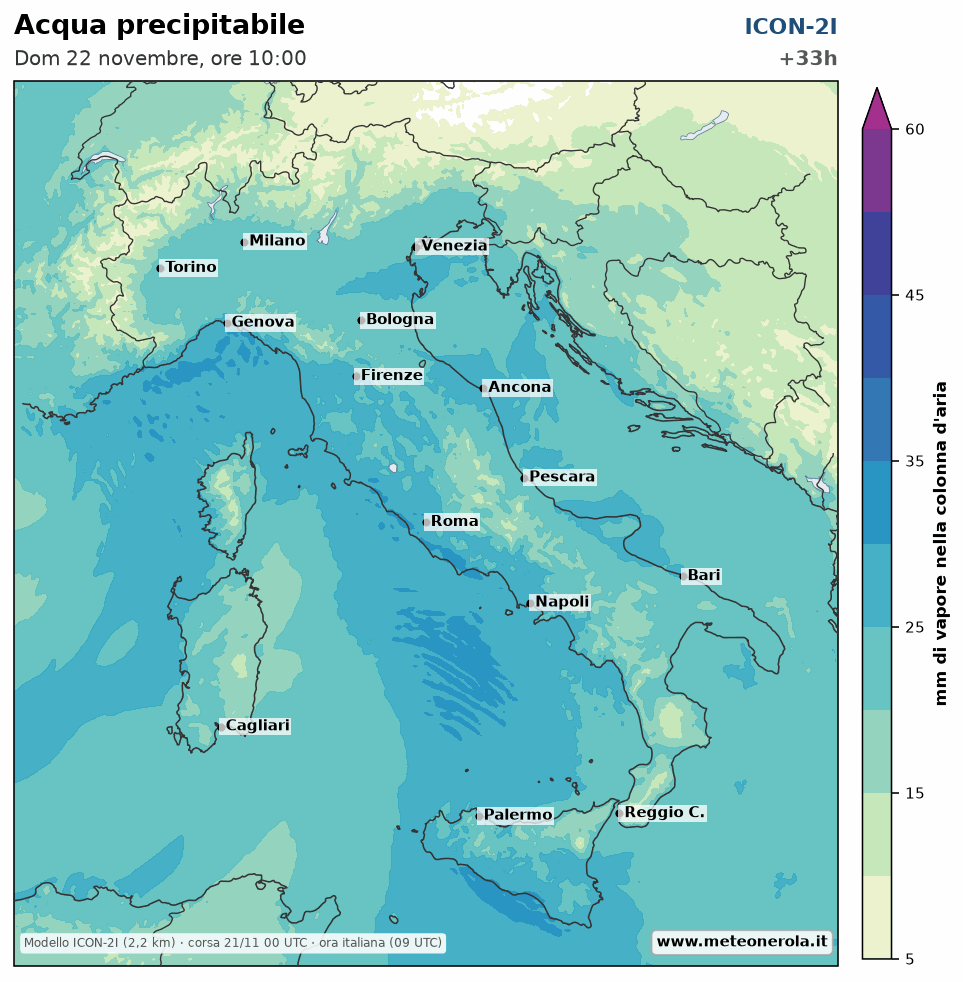 Acqua precipitabile
ICON-2I
Dom 22 novembre, ore 10:00
+33h
60
Milano
Venezia
Torino
45
Genova
Bologna
Firenze
Ancona
35
Pescara
Roma
Bari
Napoli
25
Cagliari
15
Palermo
Reggio C.
mm di vapore nella colonna d'aria
Modello ICON-2I (2,2 km) · corsa 21/11 00 UTC · ora italiana (09 UTC)
www.meteonerola.it
5